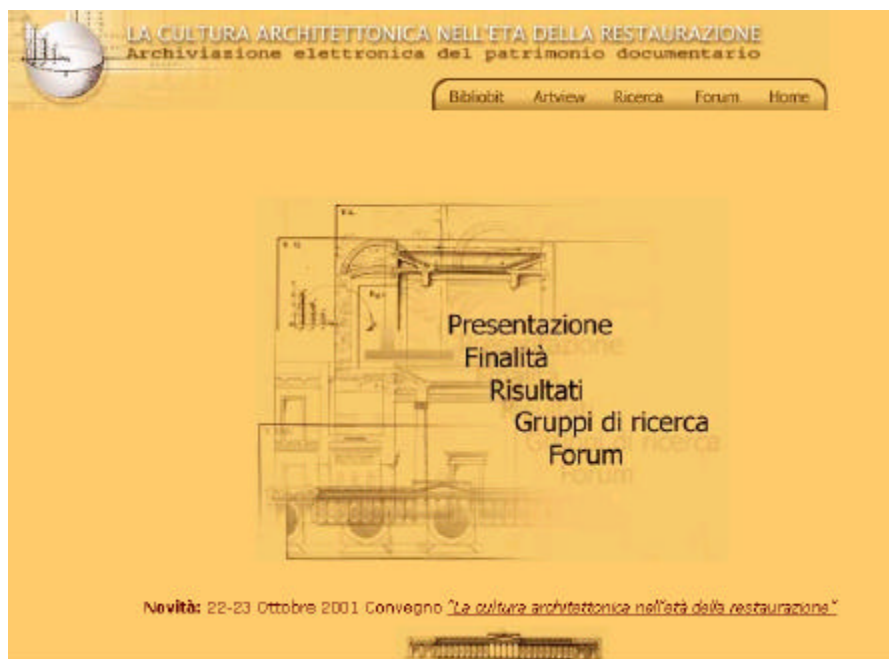 LA CULTURA ARCHITETTONICA NELL'ETA DELLA RESTAURAZIONE
Archiviazione elettronica del patrimonio documentario
Bibliobit Artview Ricerca Forum Home
Presentazione
Finalità
Risultati
Gruppi di ricerca
Forum
Novità: 22-23 Ottobre 2001 Convegno "La cultura architettonica nell'età della restaurazione"